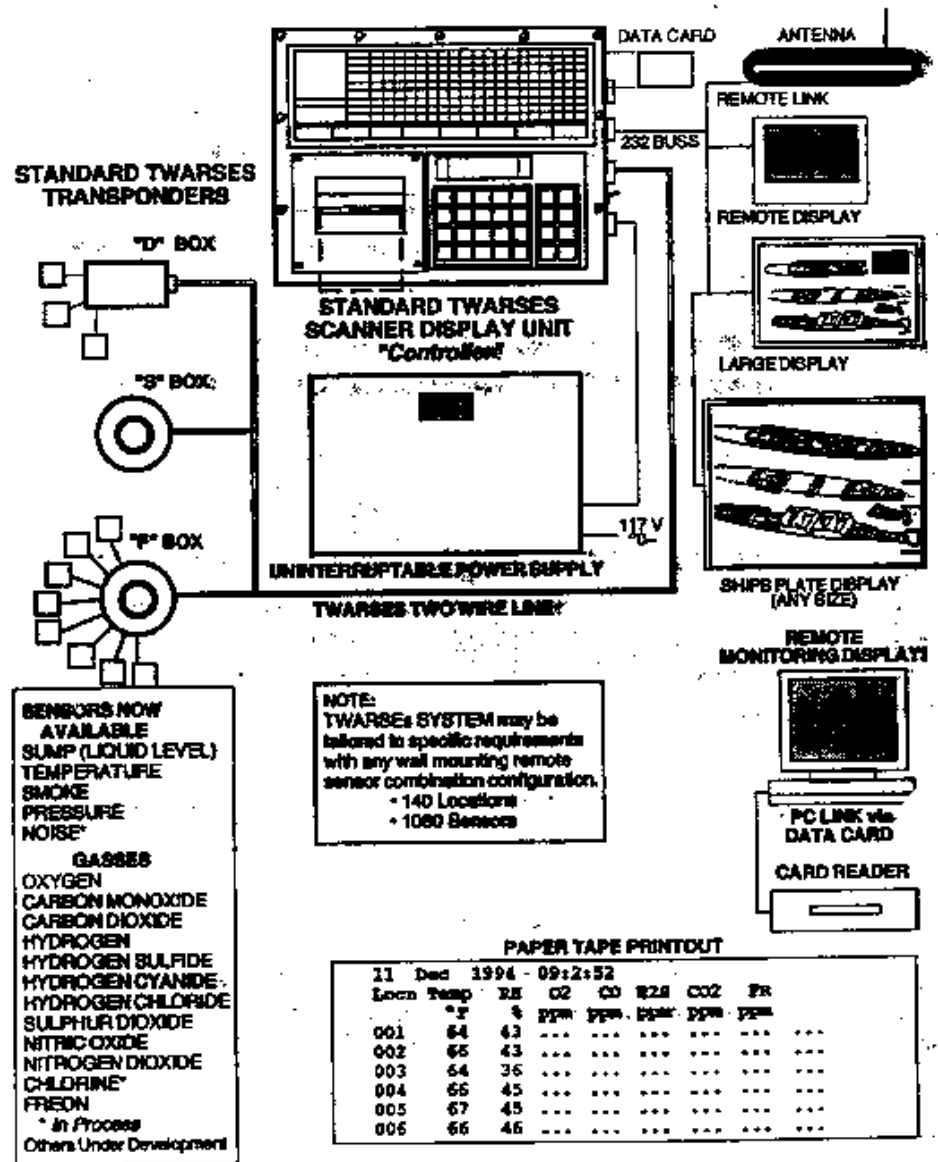 DATA CARD
ANTENNA
REMOTE LINK
232 BUSS
STANDARD TWARSES
TRANSPONDERS
REMOTE DISPLAY
"D" BOX
STANDARD TWARSES
SCANNER DISPLAY UNIT
"Controller"
LARGE DISPLAY
"S" BOX
117 V
"F" BOX
UNINTERRUPTABLE POWER SUPPLY
SHIPS PLATE DISPLAY
(ANY SIZE)
TWARSES TWO WIRE LINE
REMOTE
MONITORING DISPLAY
SENSORS NOW
AVAILABLE
SUMP (LIQUID LEVEL)
TEMPERATURE
SMOKE
PRESSURE
NOISE*
GASSES
OXYGEN
CARBON MONOXIDE
CARBON DIOXIDE
HYDROGEN
HYDROGEN SULFIDE
HYDROGEN CYANIDE
HYDROGEN CHLORIDE
SULPHUR DIOXIDE
NITRIC OXIDE
NITROGEN DIOXIDE
CHLORINE*
FREON
* In Process
Others Under Development
NOTE:
TWARSEs SYSTEM may be
tailored to specific requirements
with any wall mounting remote
sensor combination configuration.
* 140 Locations
* 1080 Sensors
PC LINK via
DATA CARD
CARD READER
PAPER TAPE PRINTOUT
11 Dec 1994 - 09:2:52
Locn Temp RH O2 CO H2S CO2 FR
°F % ppm ppm ppm ppm ppm
001 64 43 --- --- --- --- --- ---
002 66 43 --- --- --- --- --- ---
003 64 36 --- --- --- --- --- ---
004 66 45 --- --- --- --- --- ---
005 67 45 --- --- --- --- --- ---
006 66 46 --- --- --- --- --- ---